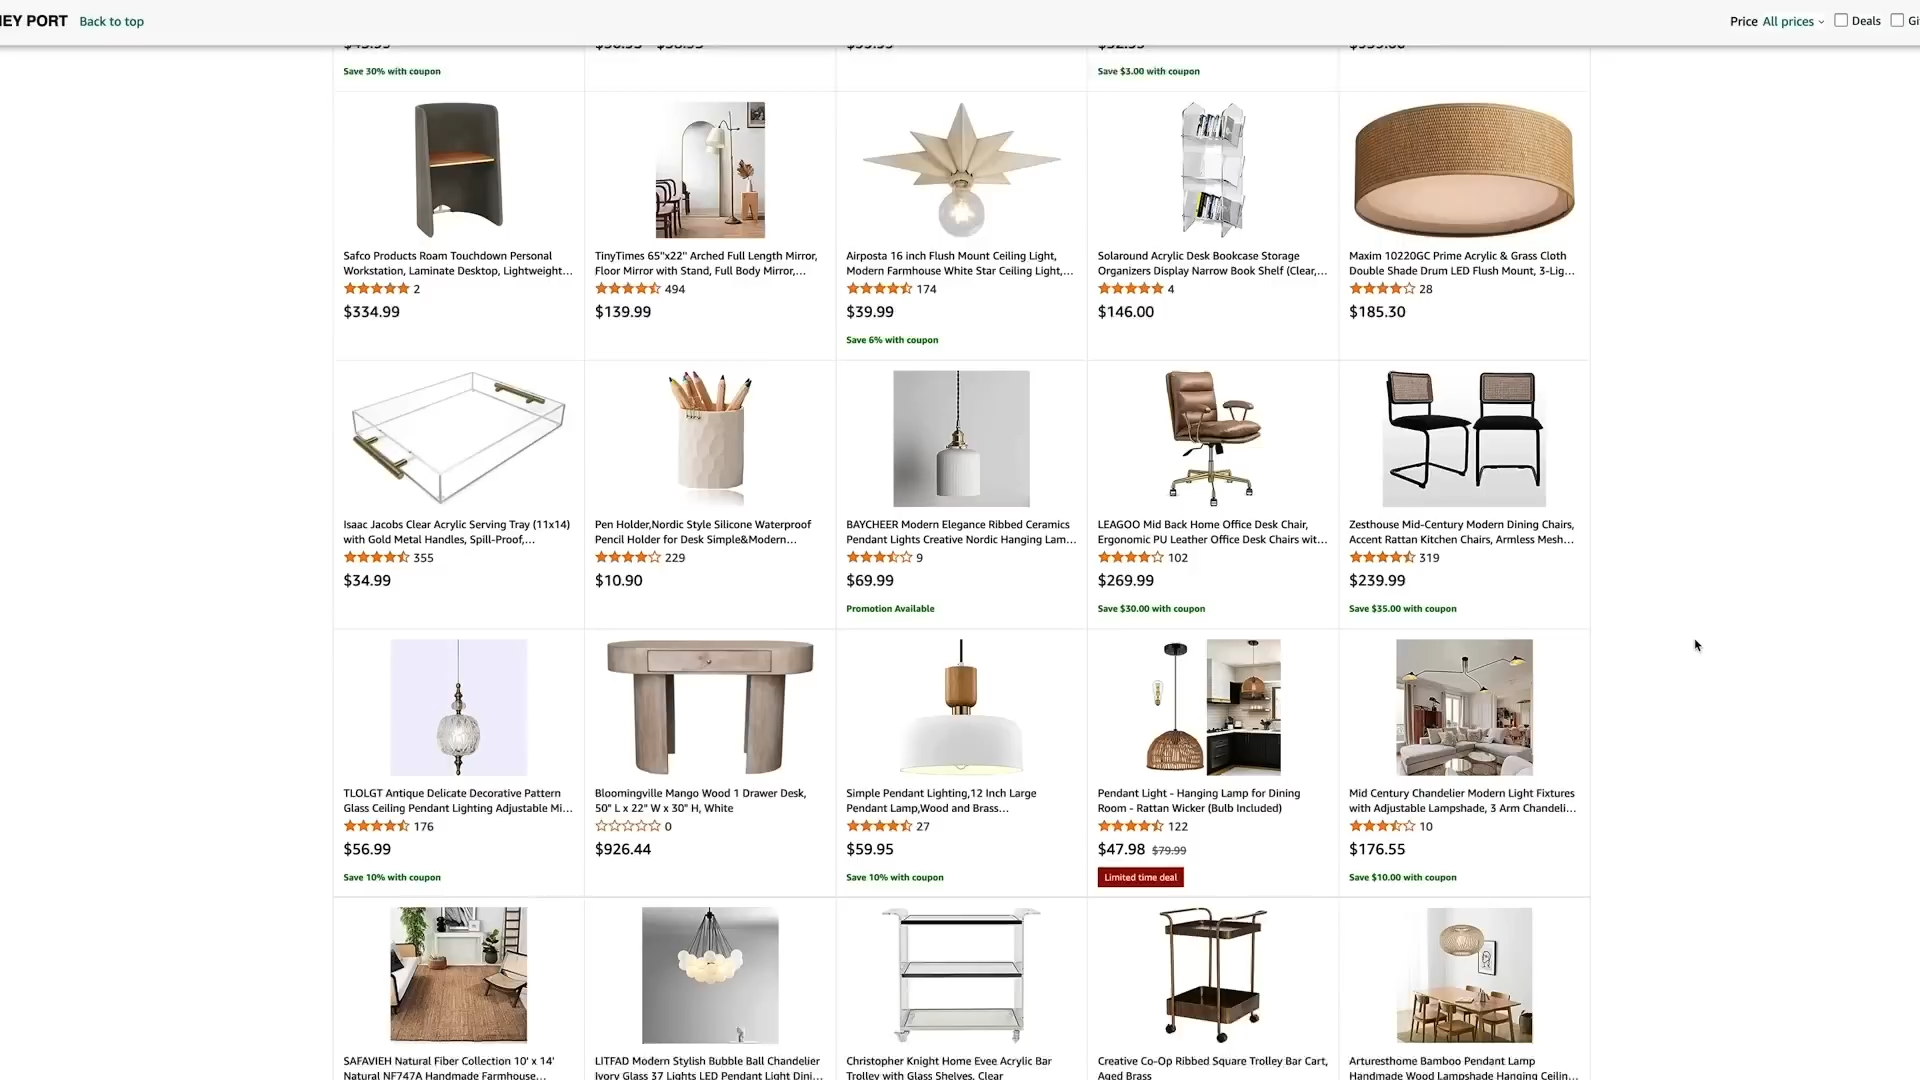 EY PORT Back to top Price All prices Deals Gi
Save 30% with coupon
Save $3.00 with coupon
Safco Products Roam Touchdown Personal
Workstation, Laminate Desktop, Lightweight...
2
$334.99
TinyTimes 65"x22" Arched Full Length Mirror,
Floor Mirror with Stand, Full Body Mirror,...
494
$139.99
Airposta 16 inch Flush Mount Ceiling Light,
Modern Farmhouse White Star Ceiling Light,...
174
$39.99
Save 6% with coupon
Solaround Acrylic Desk Bookcase Storage
Organizers Display Narrow Book Shelf (Clear,...
4
$146.00
Maxim 10220GC Prime Acrylic & Grass Cloth
Double Shade Drum LED Flush Mount, 3-Lig...
28
$185.30
Isaac Jacobs Clear Acrylic Serving Tray (11x14)
with Gold Metal Handles, Spill-Proof,...
355
$34.99
Pen Holder,Nordic Style Silicone Waterproof
Pencil Holder for Desk Simple&Modern...
229
$10.90
BAYCHEER Modern Elegance Ribbed Ceramics
Pendant Lights Creative Nordic Hanging Lam...
9
$69.99
Promotion Available
LEAGOO Mid Back Home Office Desk Chair,
Ergonomic PU Leather Office Desk Chairs wit...
102
$269.99
Save $30.00 with coupon
Zesthouse Mid-Century Modern Dining Chairs,
Accent Rattan Kitchen Chairs, Armless Mesh...
319
$239.99
Save $35.00 with coupon
TLOLGT Antique Delicate Decorative Pattern
Glass Ceiling Pendant Lighting Adjustable Mi...
176
$56.99
Save 10% with coupon
Bloomingville Mango Wood 1 Drawer Desk,
50" L x 22" W x 30" H, White
0
$926.44
Simple Pendant Lighting,12 Inch Large
Pendant Lamp,Wood and Brass...
27
$59.95
Save 10% with coupon
Pendant Light - Hanging Lamp for Dining
Room - Rattan Wicker (Bulb Included)
122
$47.98 $79.99
Limited time deal
Mid Century Chandelier Modern Light Fixtures
with Adjustable Lampshade, 3 Arm Chandeli...
10
$176.55
Save $10.00 with coupon
SAFAVIEH Natural Fiber Collection 10' x 14'
Natural NF747A Handmade Farmhouse...
LITFAD Modern Stylish Bubble Ball Chandelier
Ivory Glass 37 Lights LED Pendant Light Dini...
Christopher Knight Home Evee Acrylic Bar
Trolley with Glass Shelves, Clear
Creative Co-Op Ribbed Square Trolley Bar Cart,
Aged Brass
Arturesthome Bamboo Pendant Lamp
Handmade Wood Lampshade Hanging Ceilin...